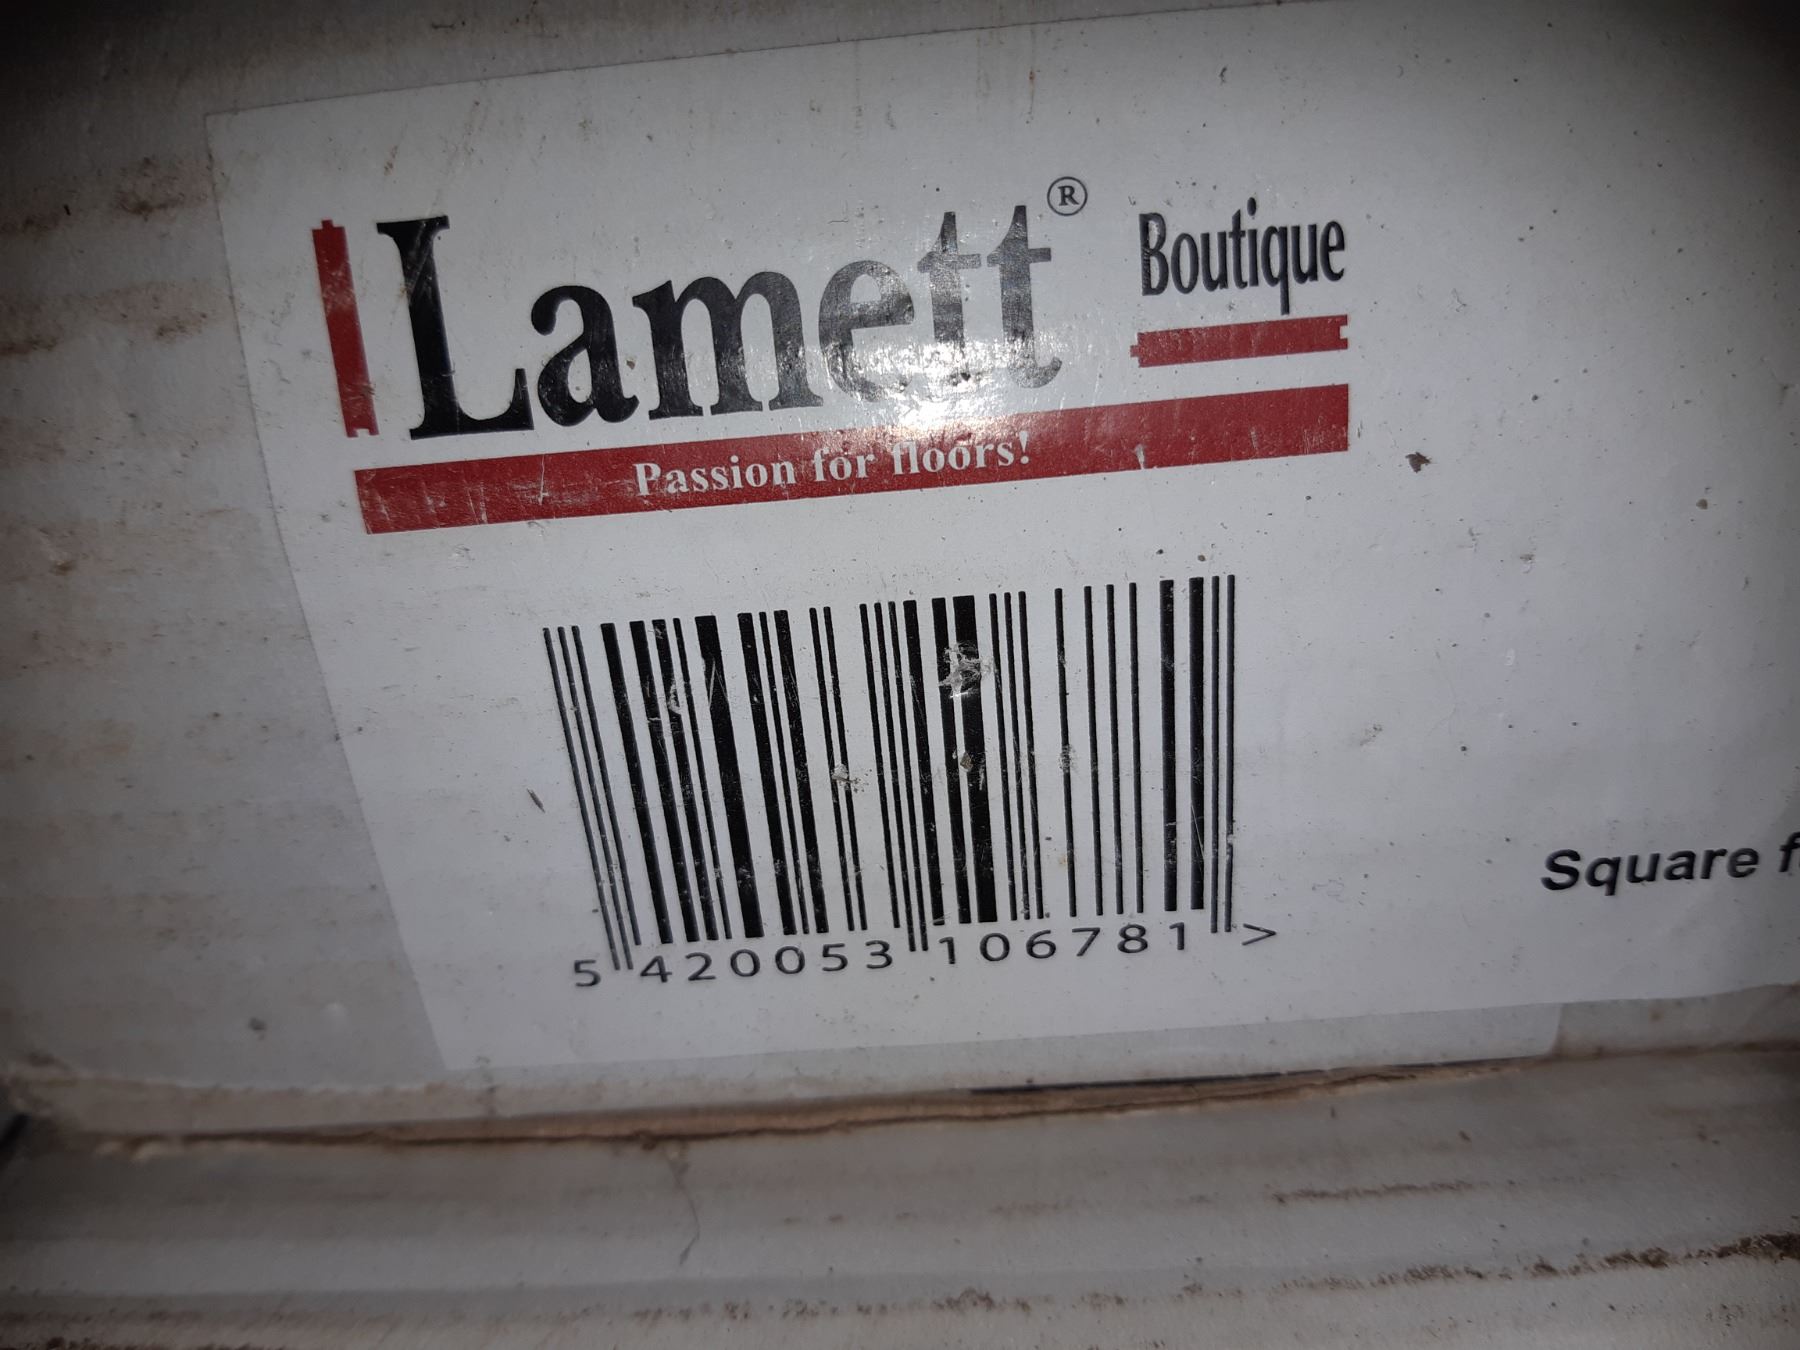 Lamett® Boutique
Passion for floors!
5 420053 106781 >
Square